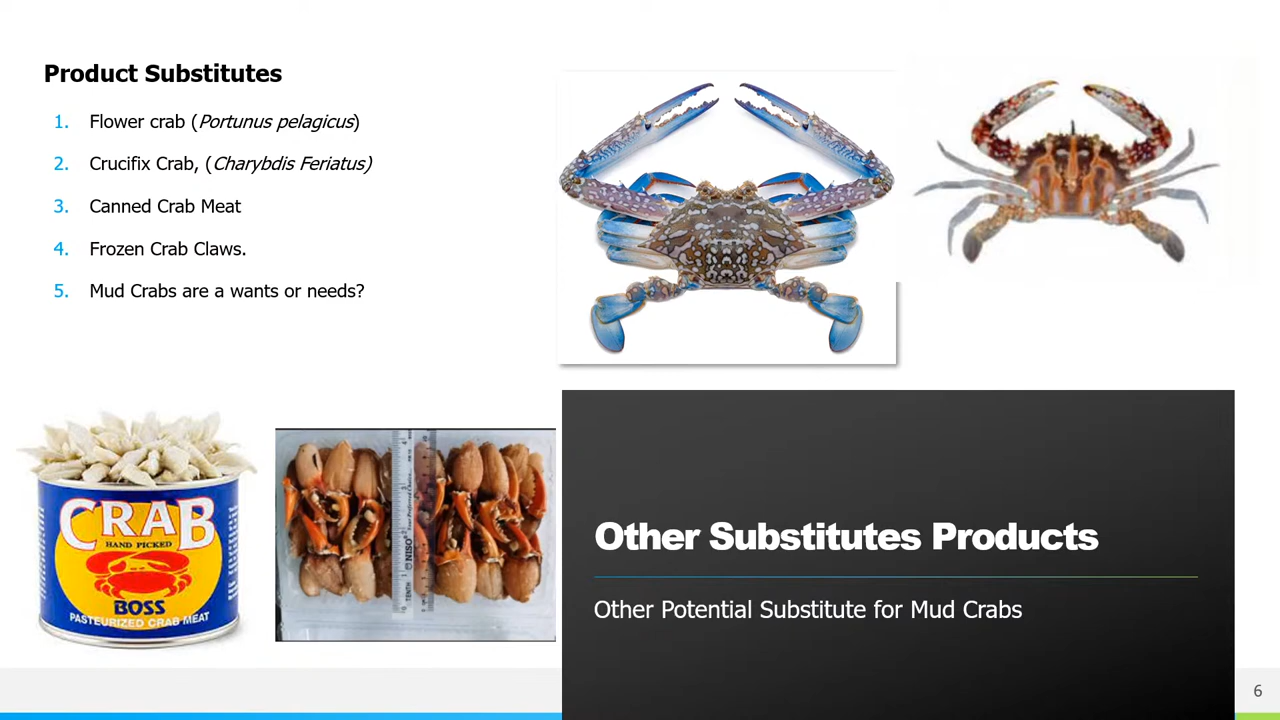 Product Substitutes
1. Flower crab (Portunus pelagicus)
2. Crucifix Crab, (Charybdis Feriatus)
3. Canned Crab Meat
4. Frozen Crab Claws.
5. Mud Crabs are a wants or needs?
CRAB
HAND PICKED
BOSS
PASTEURIZED CRAB MEAT
NISO
TENTH
Other Substitutes Products
Other Potential Substitute for Mud Crabs
6